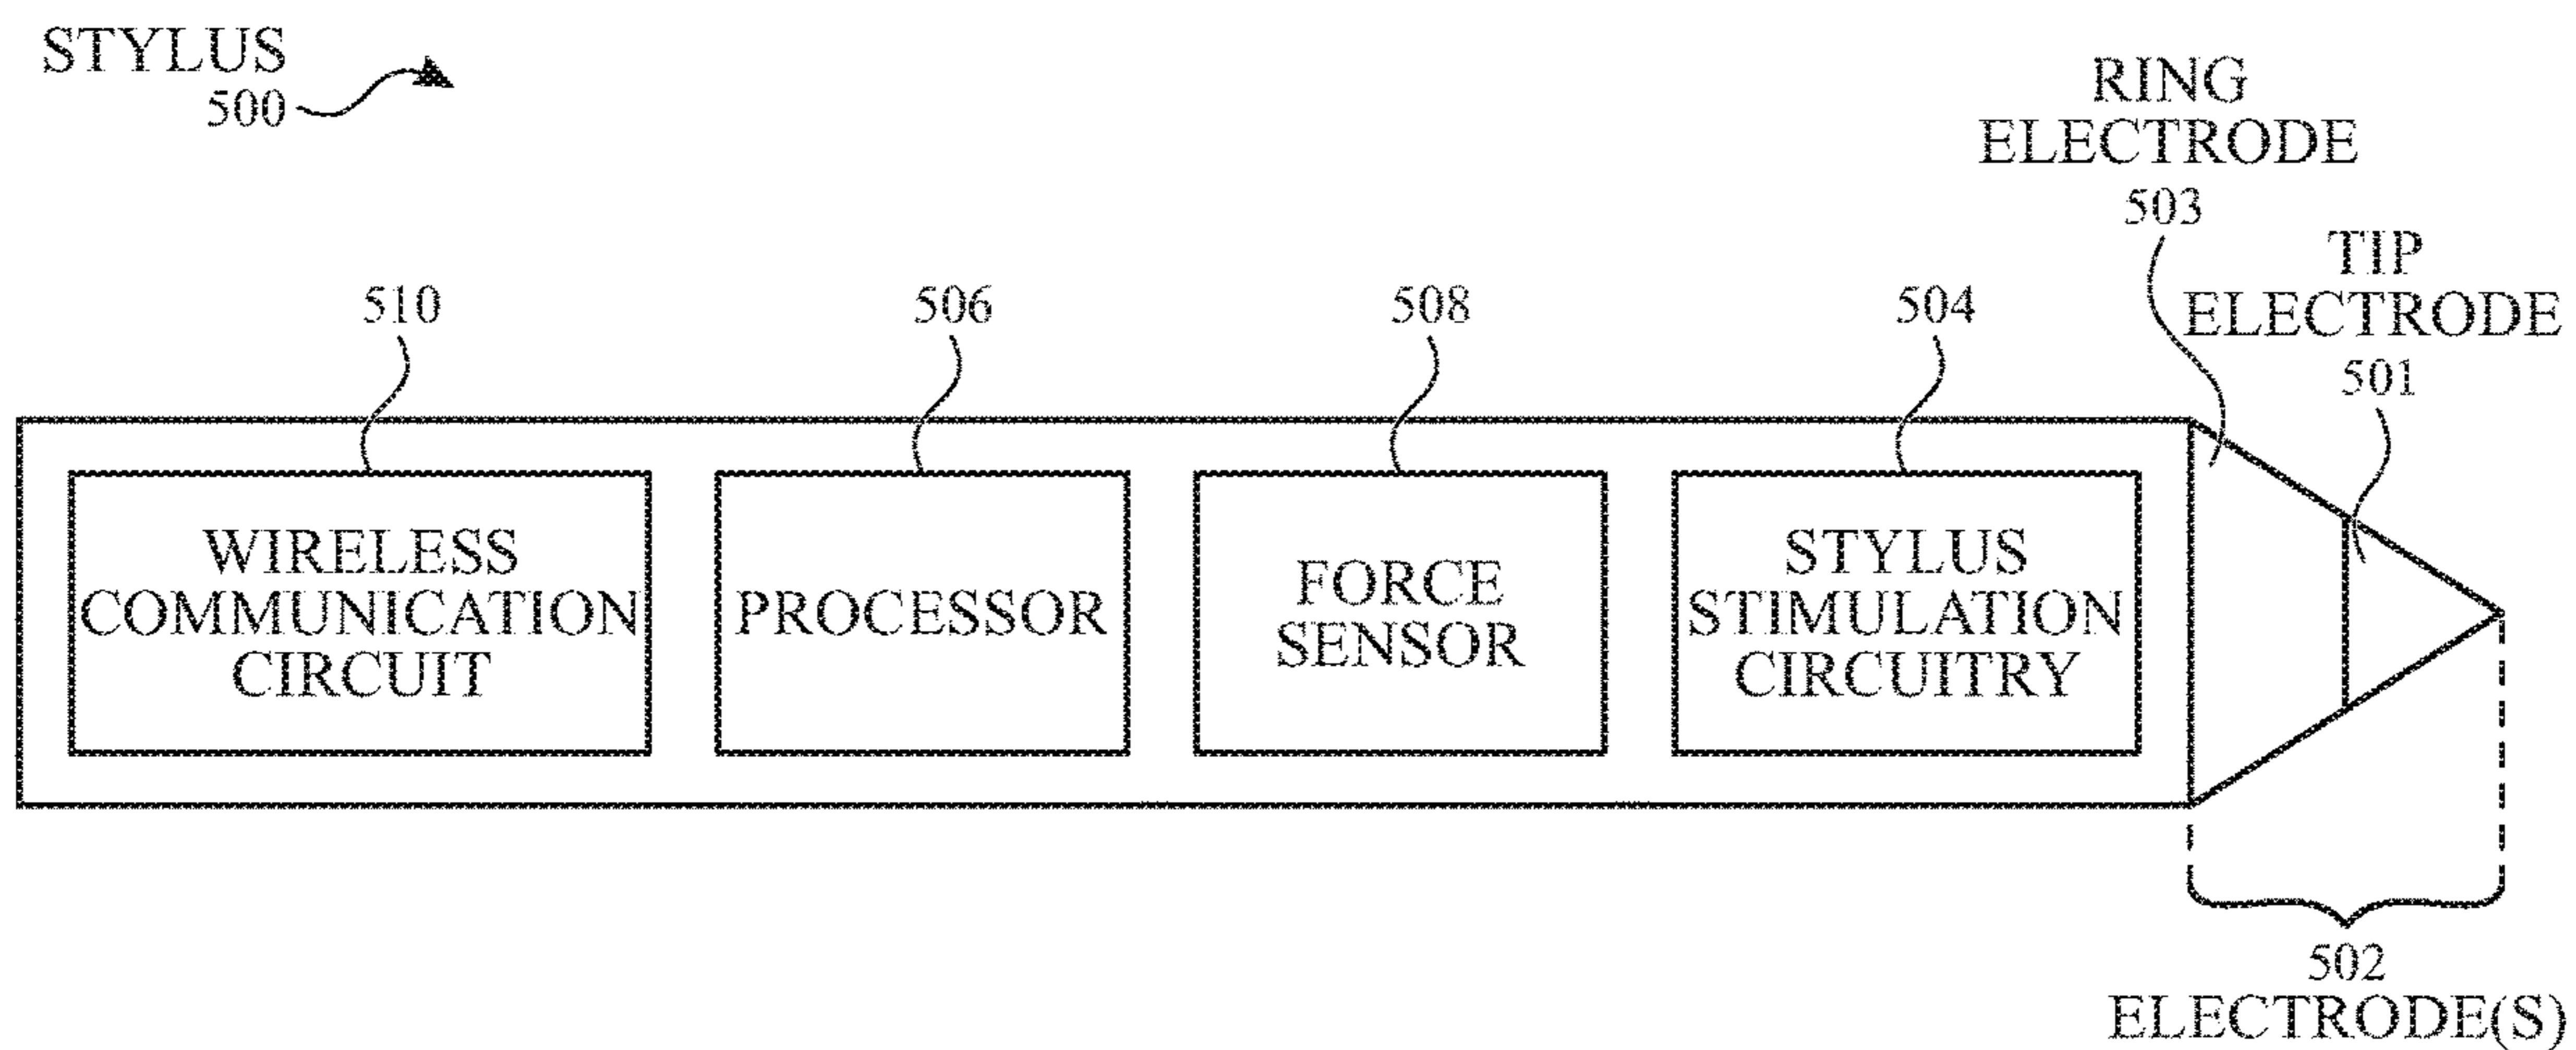 STYLUS
500
RING
ELECTRODE
503
TIP
ELECTRODE
501
510
506
508
504
WIRELESS
COMMUNICATION
CIRCUIT
PROCESSOR
FORCE
SENSOR
STYLUS
STIMULATION
CIRCUITRY
502
ELECTRODE(S)